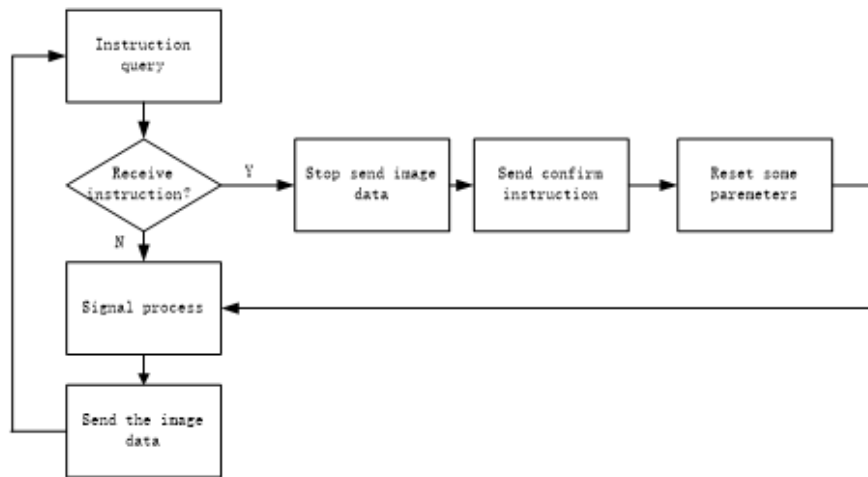 Instruction
query
Receive
instruction?
Y
Stop send image
data
Send confirm
instruction
Reset some
paremeters
N
Signal process
Send the image
data